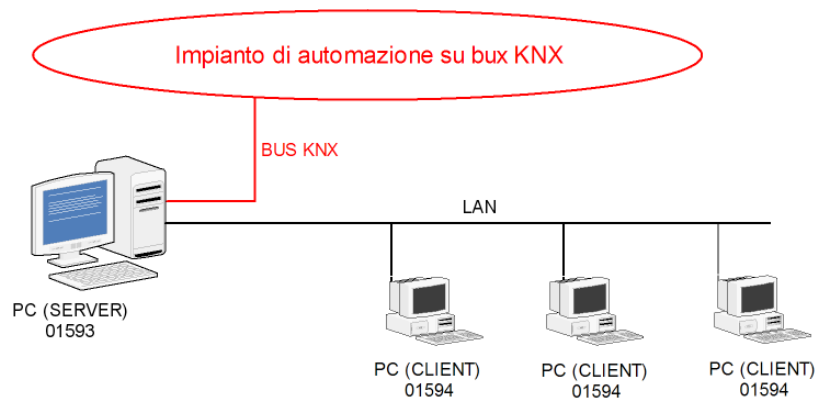 Impianto di automazione su bux KNX
BUS KNX
LAN
PC (SERVER)
01593
PC (CLIENT)
01594
PC (CLIENT)
01594
PC (CLIENT)
01594